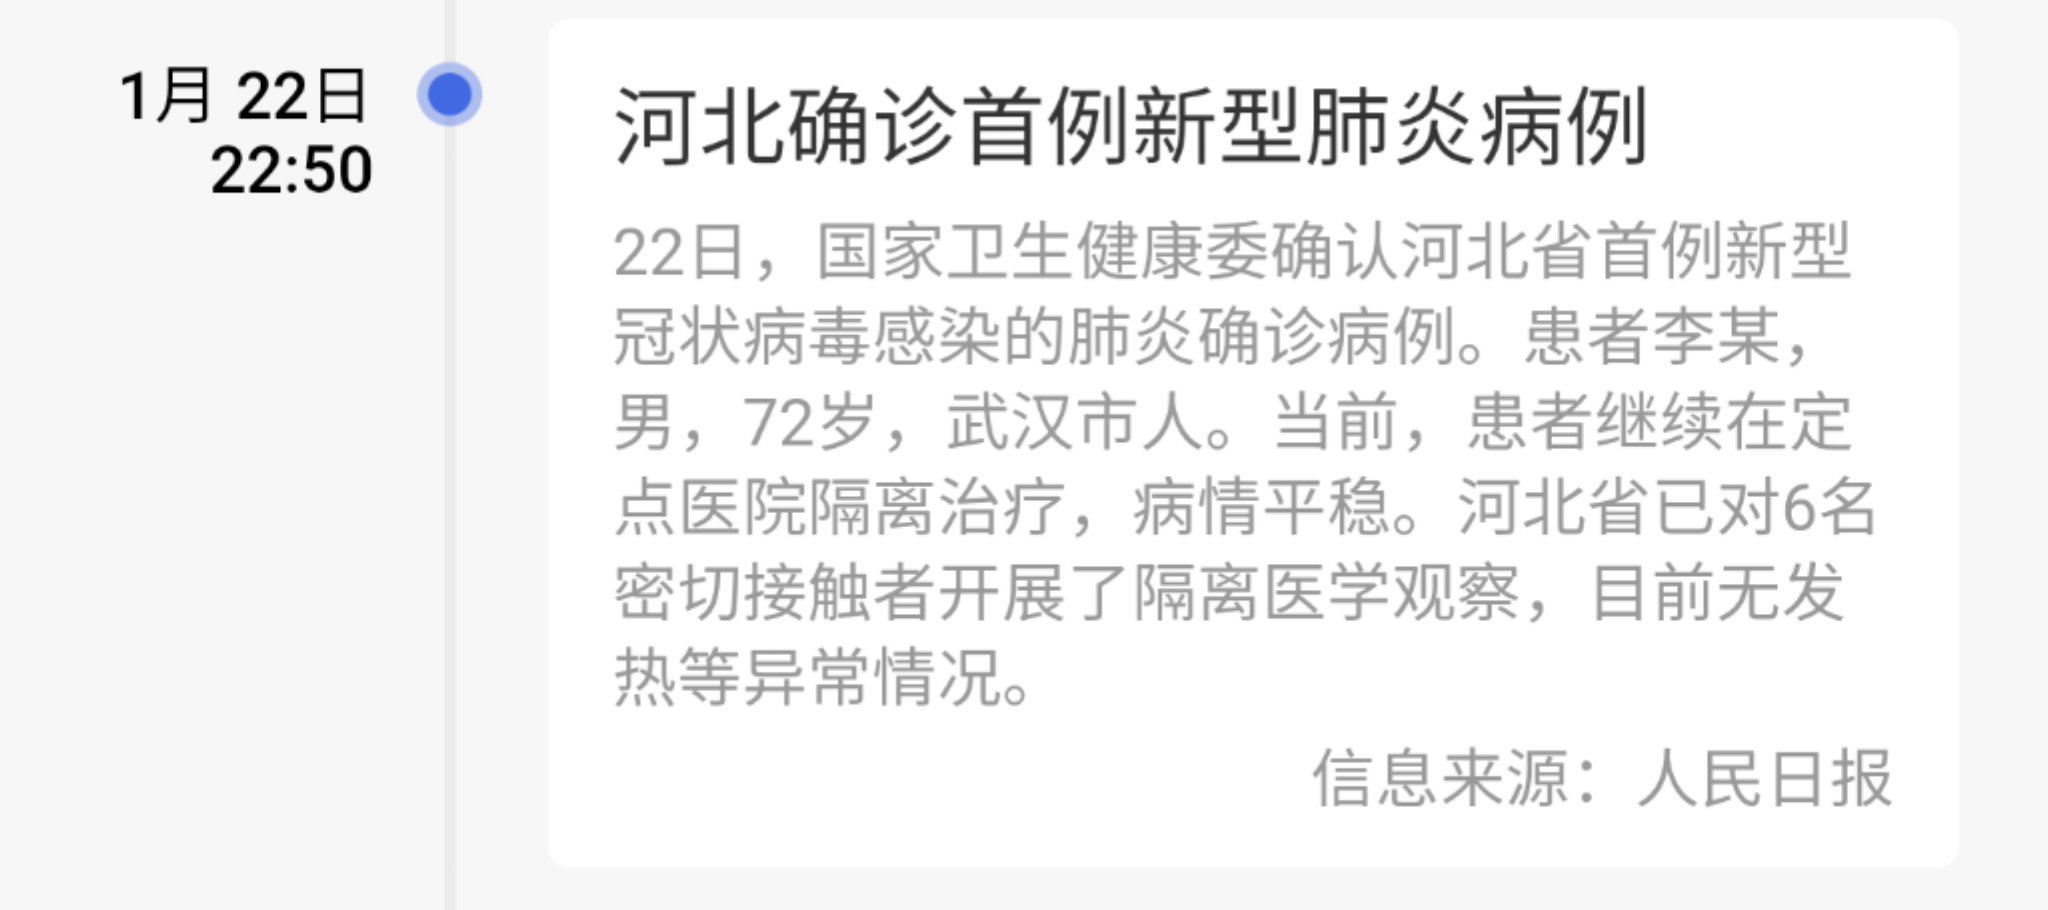 1月 22日
22:50
河北确诊首例新型肺炎病例
22日，国家卫生健康委确认河北省首例新型
冠状病毒感染的肺炎确诊病例。患者李某，
男，72岁，武汉市人。当前，患者继续在定
点医院隔离治疗，病情平稳。河北省已对6名
密切接触者开展了隔离医学观察，目前无发
热等异常情况。
信息来源：人民日报